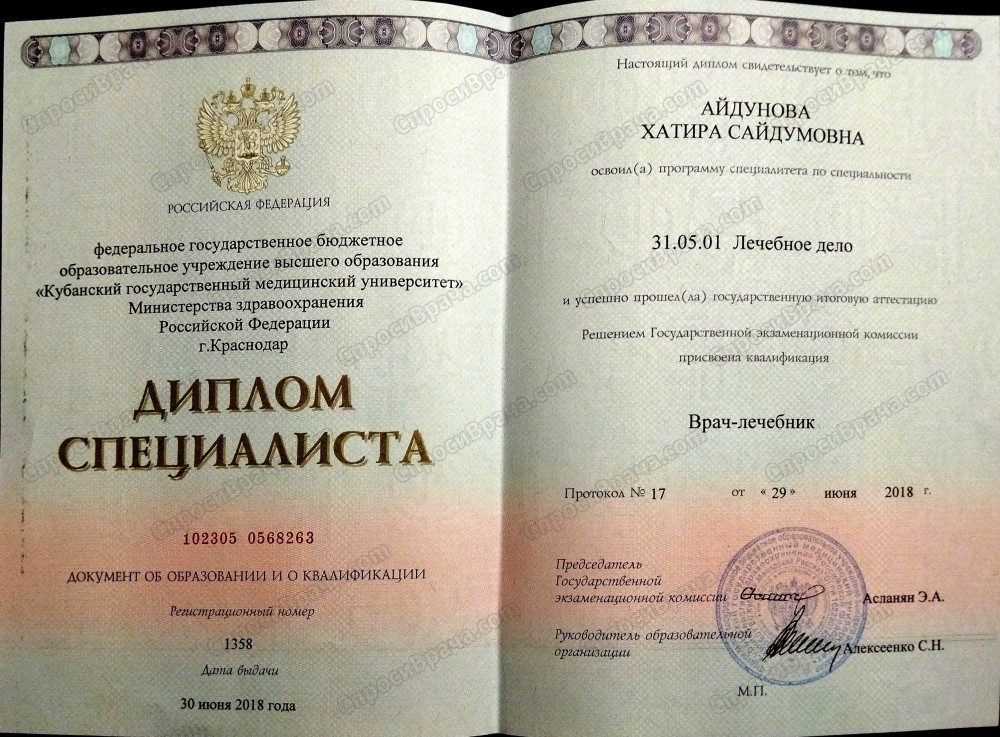 РОССИЙСКАЯ ФЕДЕРАЦИЯ
федеральное государственное бюджетное
образовательное учреждение высшего образования
«Кубанский государственный медицинский университет»
Министерства здравоохранения
Российской Федерации
г.Краснодар
ДИПЛОМ
СПЕЦИАЛИСТА
102305 0568263
ДОКУМЕНТ ОБ ОБРАЗОВАНИИ И О КВАЛИФИКАЦИИ
Регистрационный номер
1358
Дата выдачи
30 июня 2018 года
Настоящий диплом свидетельствует о том, что
АЙДУНОВА
ХАТИРА САЙДУМОВНА
освоил(а) программу специалитета по специальности
31.05.01 Лечебное дело
и успешно прошел(ла) государственную итоговую аттестацию
Решением Государственной экзаменационной комиссии
присвоена квалификация
Врач-лечебник
Протокол № 17 от « 29 » июня 2018 г.
Председатель
Государственной
экзаменационной комиссии Асланян Э.А.
Руководитель образовательной
организации Алексеенко С.Н.
М.П.
СпросиВрача.com